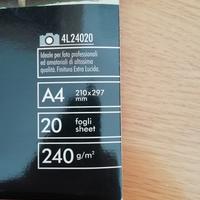 4L24020
Ideale per foto professionali
ed amatoriali di altissima
qualità. Finitura Extra Lucida.
A4 210x297
mm
20 fogli
sheet
240 g/m²